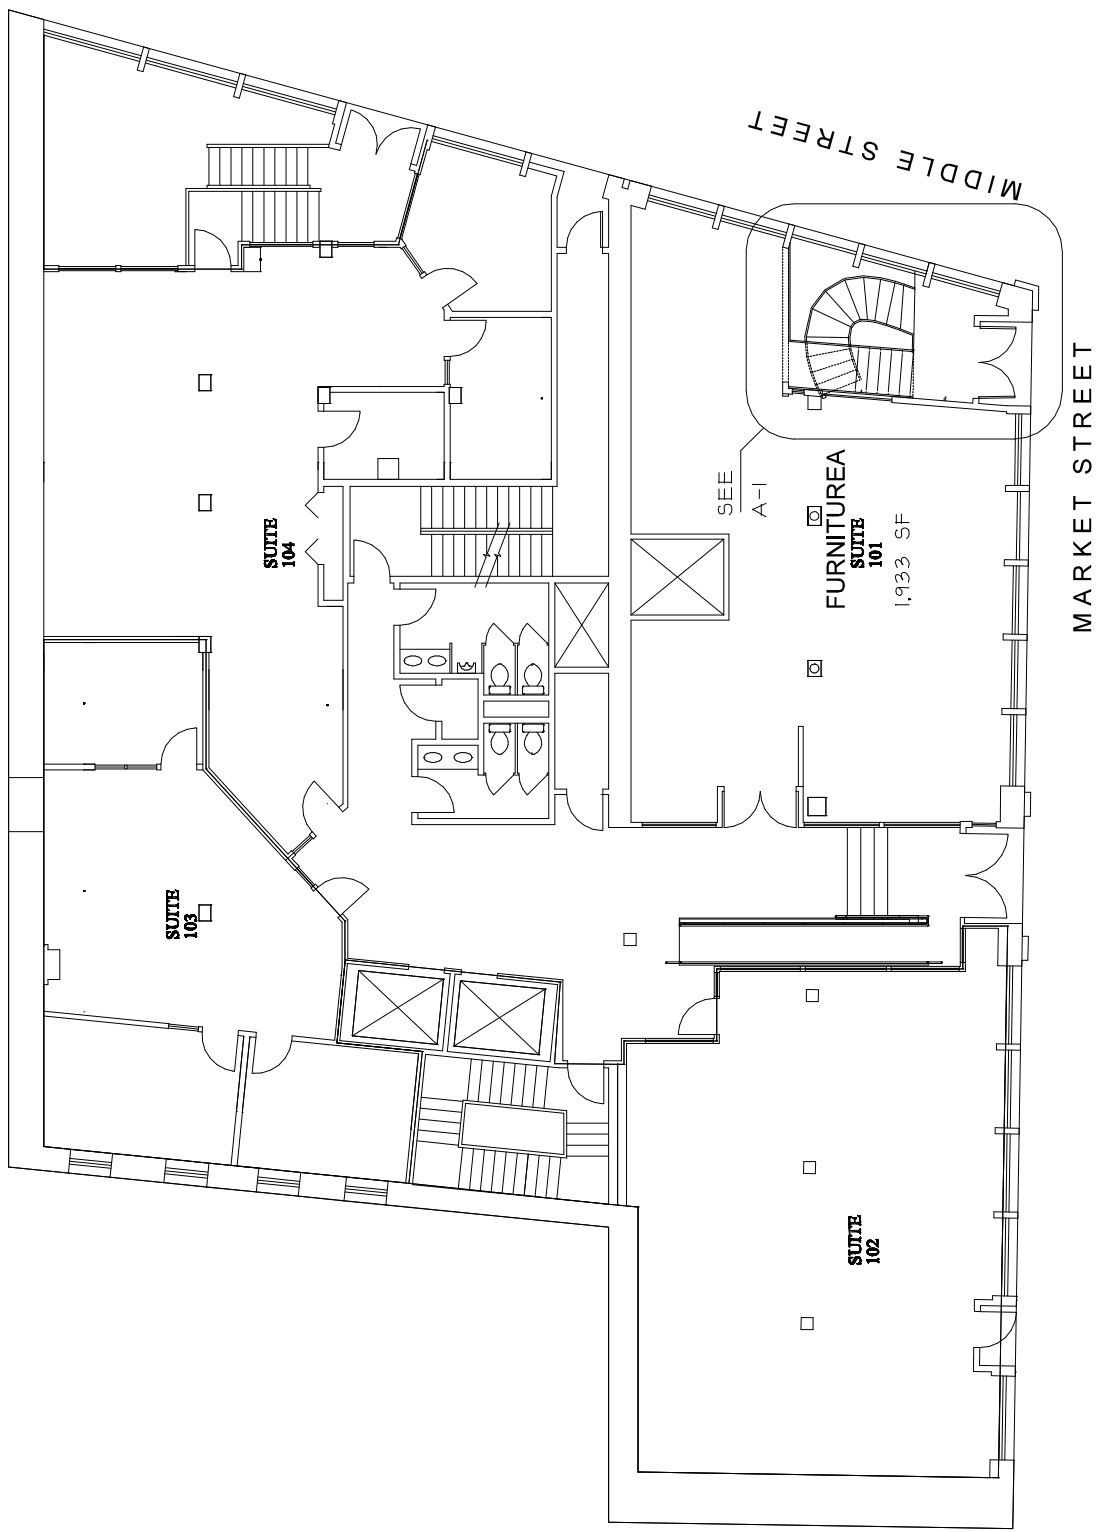 MIDDLE STREET
MARKET STREET
SEE
A-1
FURNITUREA
SUITE
101
1,933 SF
SUITE
104
SUITE
103
SUITE
102